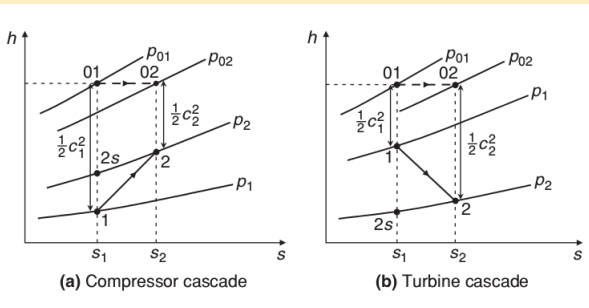 h
01
02
p01
p02
½c₁²
½c₂²
2s
2
p2
1
p1
s1
s2
s
(a) Compressor cascade
h
01
02
p01
p02
p1
½c₁²
½c₂²
1
2
p2
2s
s1
s2
s
(b) Turbine cascade